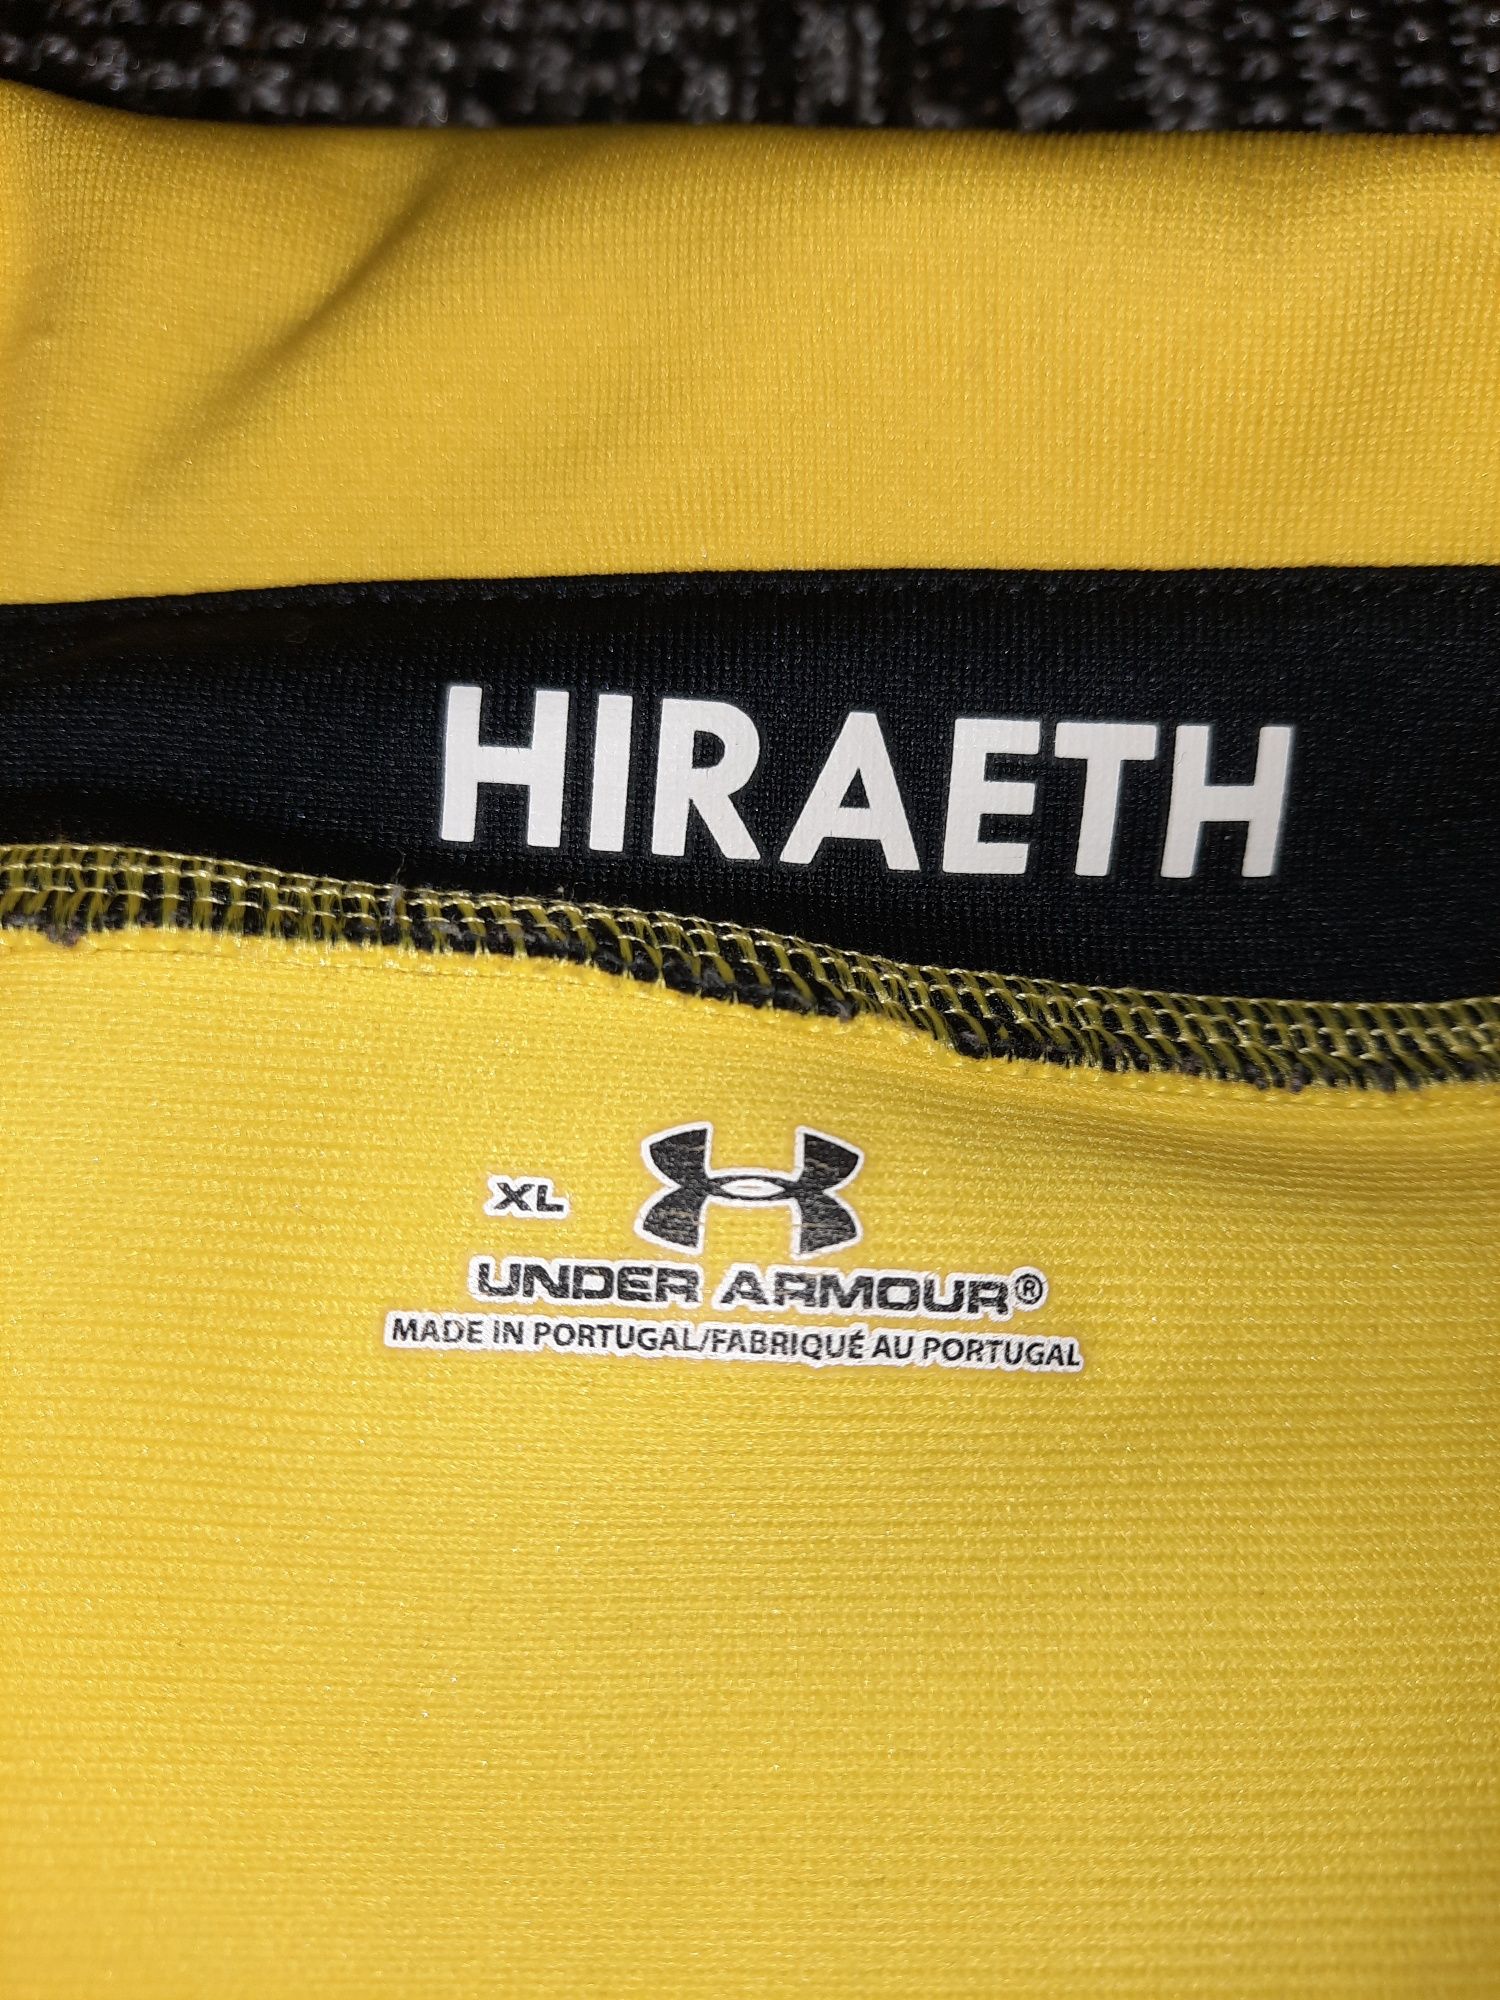 HIRAETH
XL
UNDER ARMOUR®
MADE IN PORTUGAL/FABRIQUÉ AU PORTUGAL